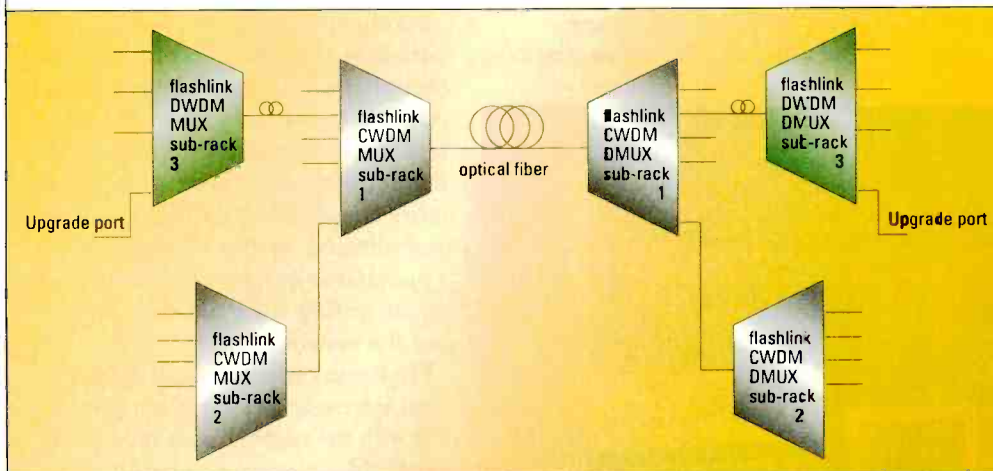 flashlink
DWDM
MUX
sub-rack
3
Upgrade port
flashlink
CWDM
MUX
sub-rack
1
optical fiber
flashlink
CWDM
DMUX
sub-rack
1
flashlink
DWDM
DMUX
sub-rack
3
Upgrade port
flashlink
CWDM
MUX
sub-rack
2
flashlink
CWDM
DMUX
sub-rack
2